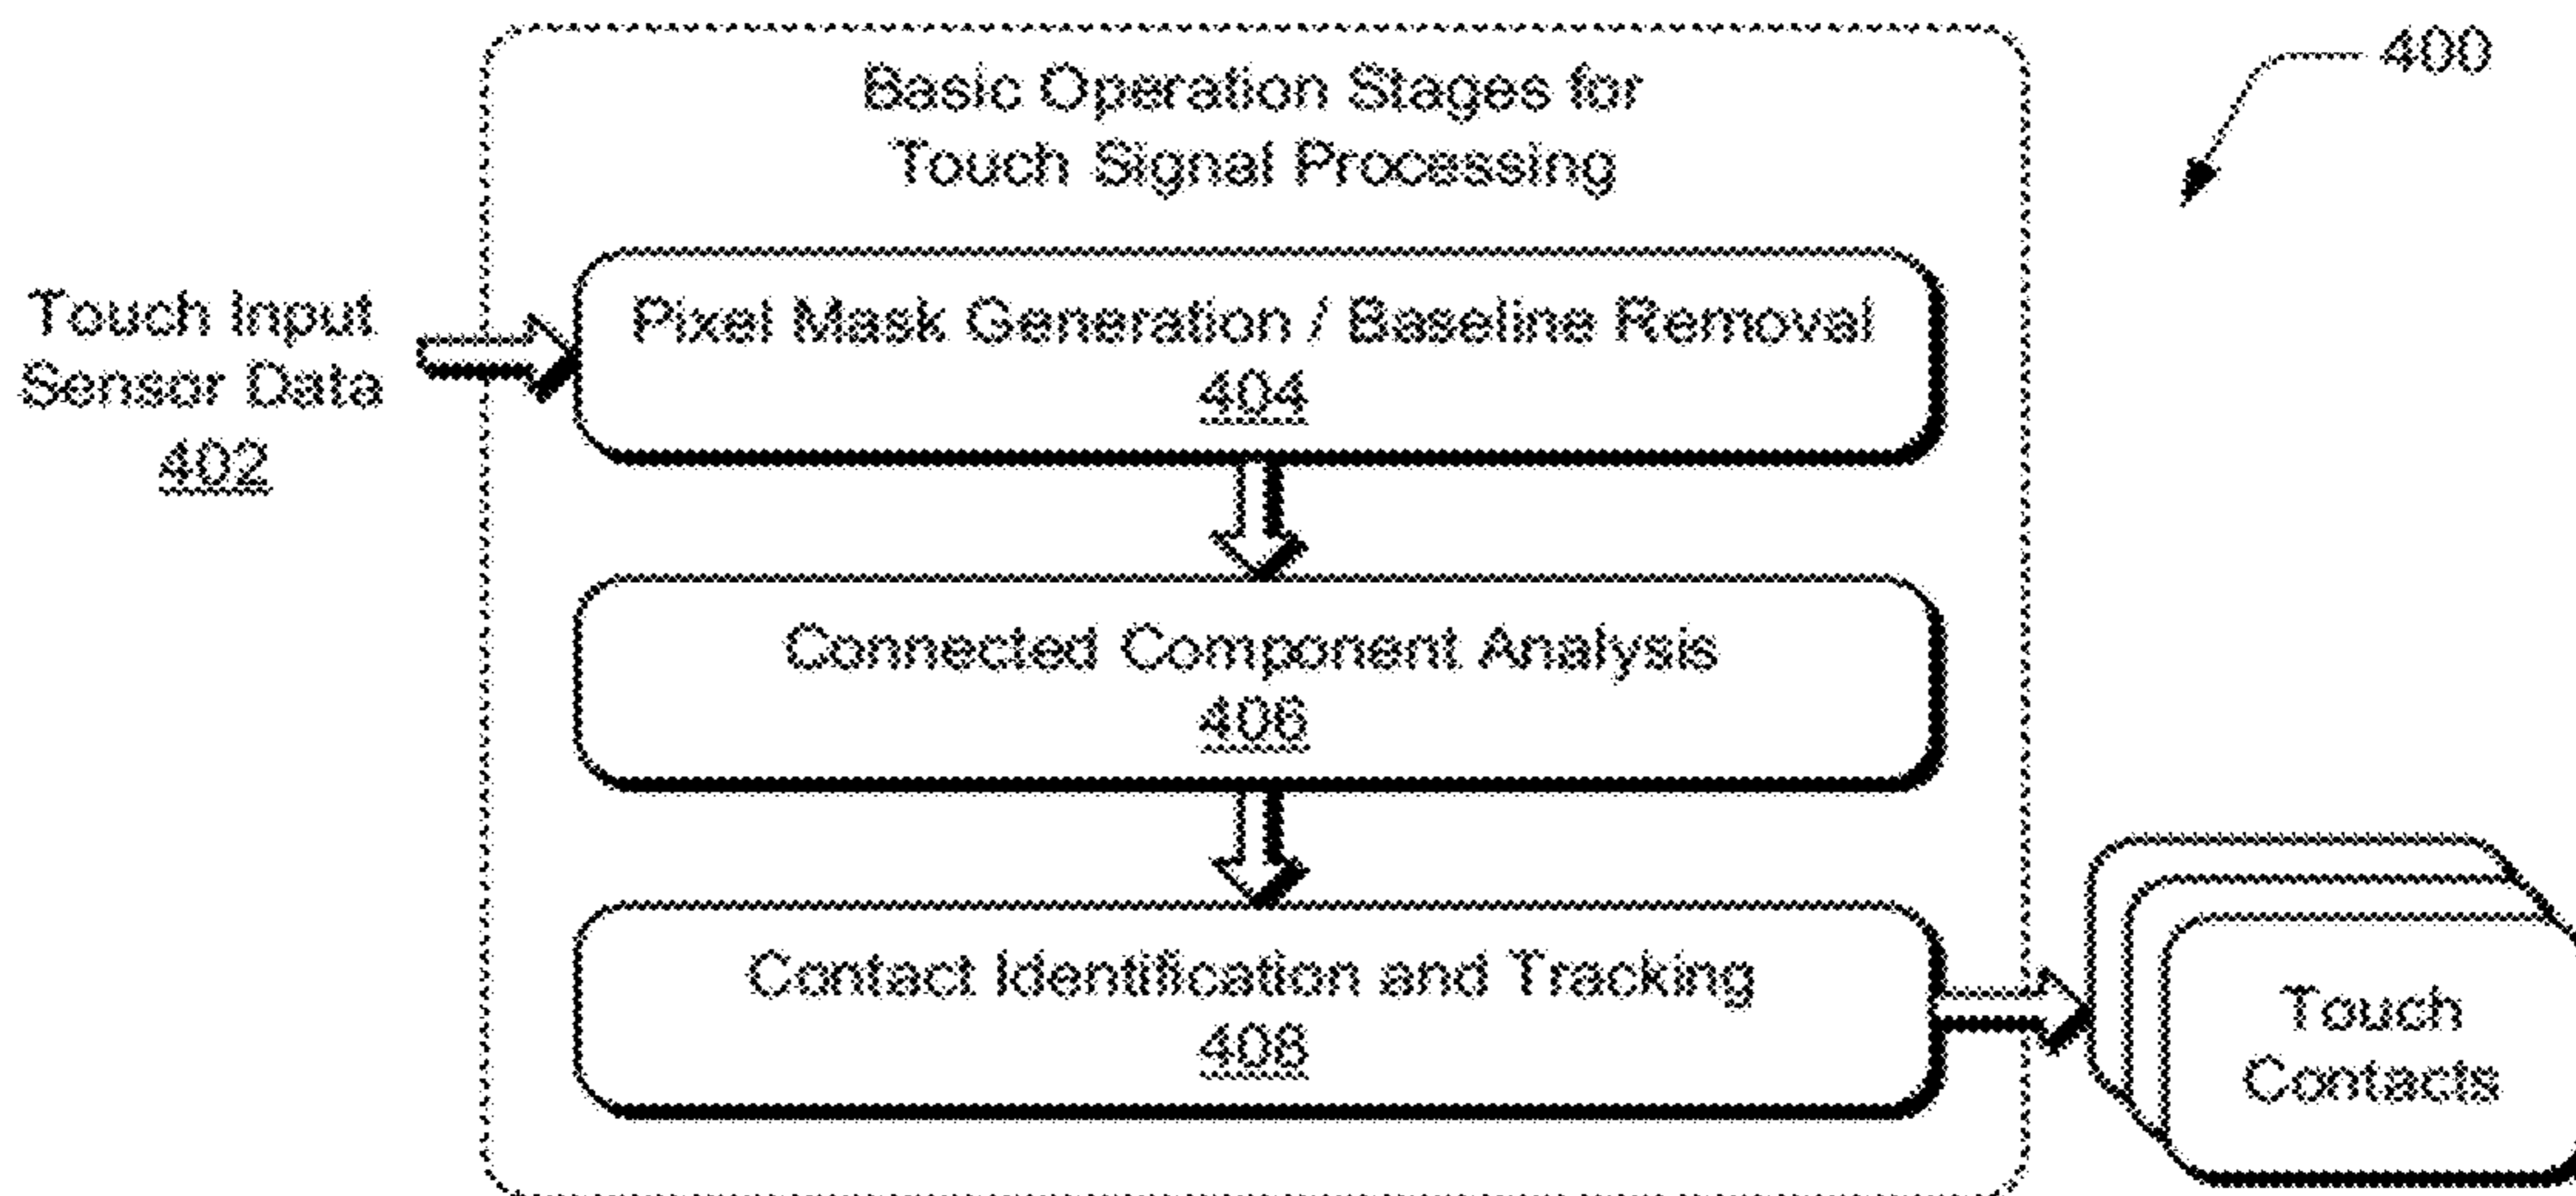 400
Basic Operation Stages for
Touch Signal Processing
Touch Input
Sensor Data
402
Pixel Mask Generation / Baseline Removal
404
Connected Component Analysis
406
Contact Identification and Tracking
408
Touch
Contacts